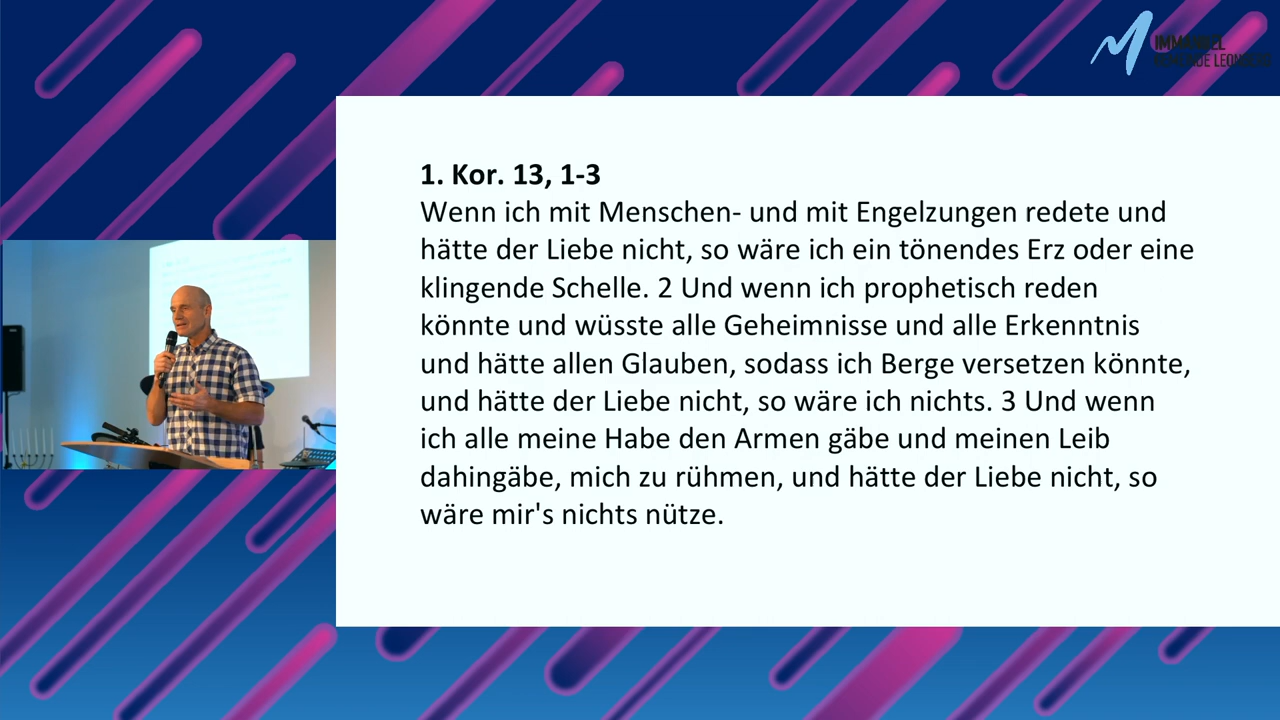 IMMANUEL
GEMEINDE LEONBERG
1. Kor. 13, 1-3
Wenn ich mit Menschen- und mit Engelzungen redete und
hätte der Liebe nicht, so wäre ich ein tönendes Erz oder eine
klingende Schelle. 2 Und wenn ich prophetisch reden
könnte und wüsste alle Geheimnisse und alle Erkenntnis
und hätte allen Glauben, sodass ich Berge versetzen könnte,
und hätte der Liebe nicht, so wäre ich nichts. 3 Und wenn
ich alle meine Habe den Armen gäbe und meinen Leib
dahingäbe, mich zu rühmen, und hätte der Liebe nicht, so
wäre mir's nichts nütze.